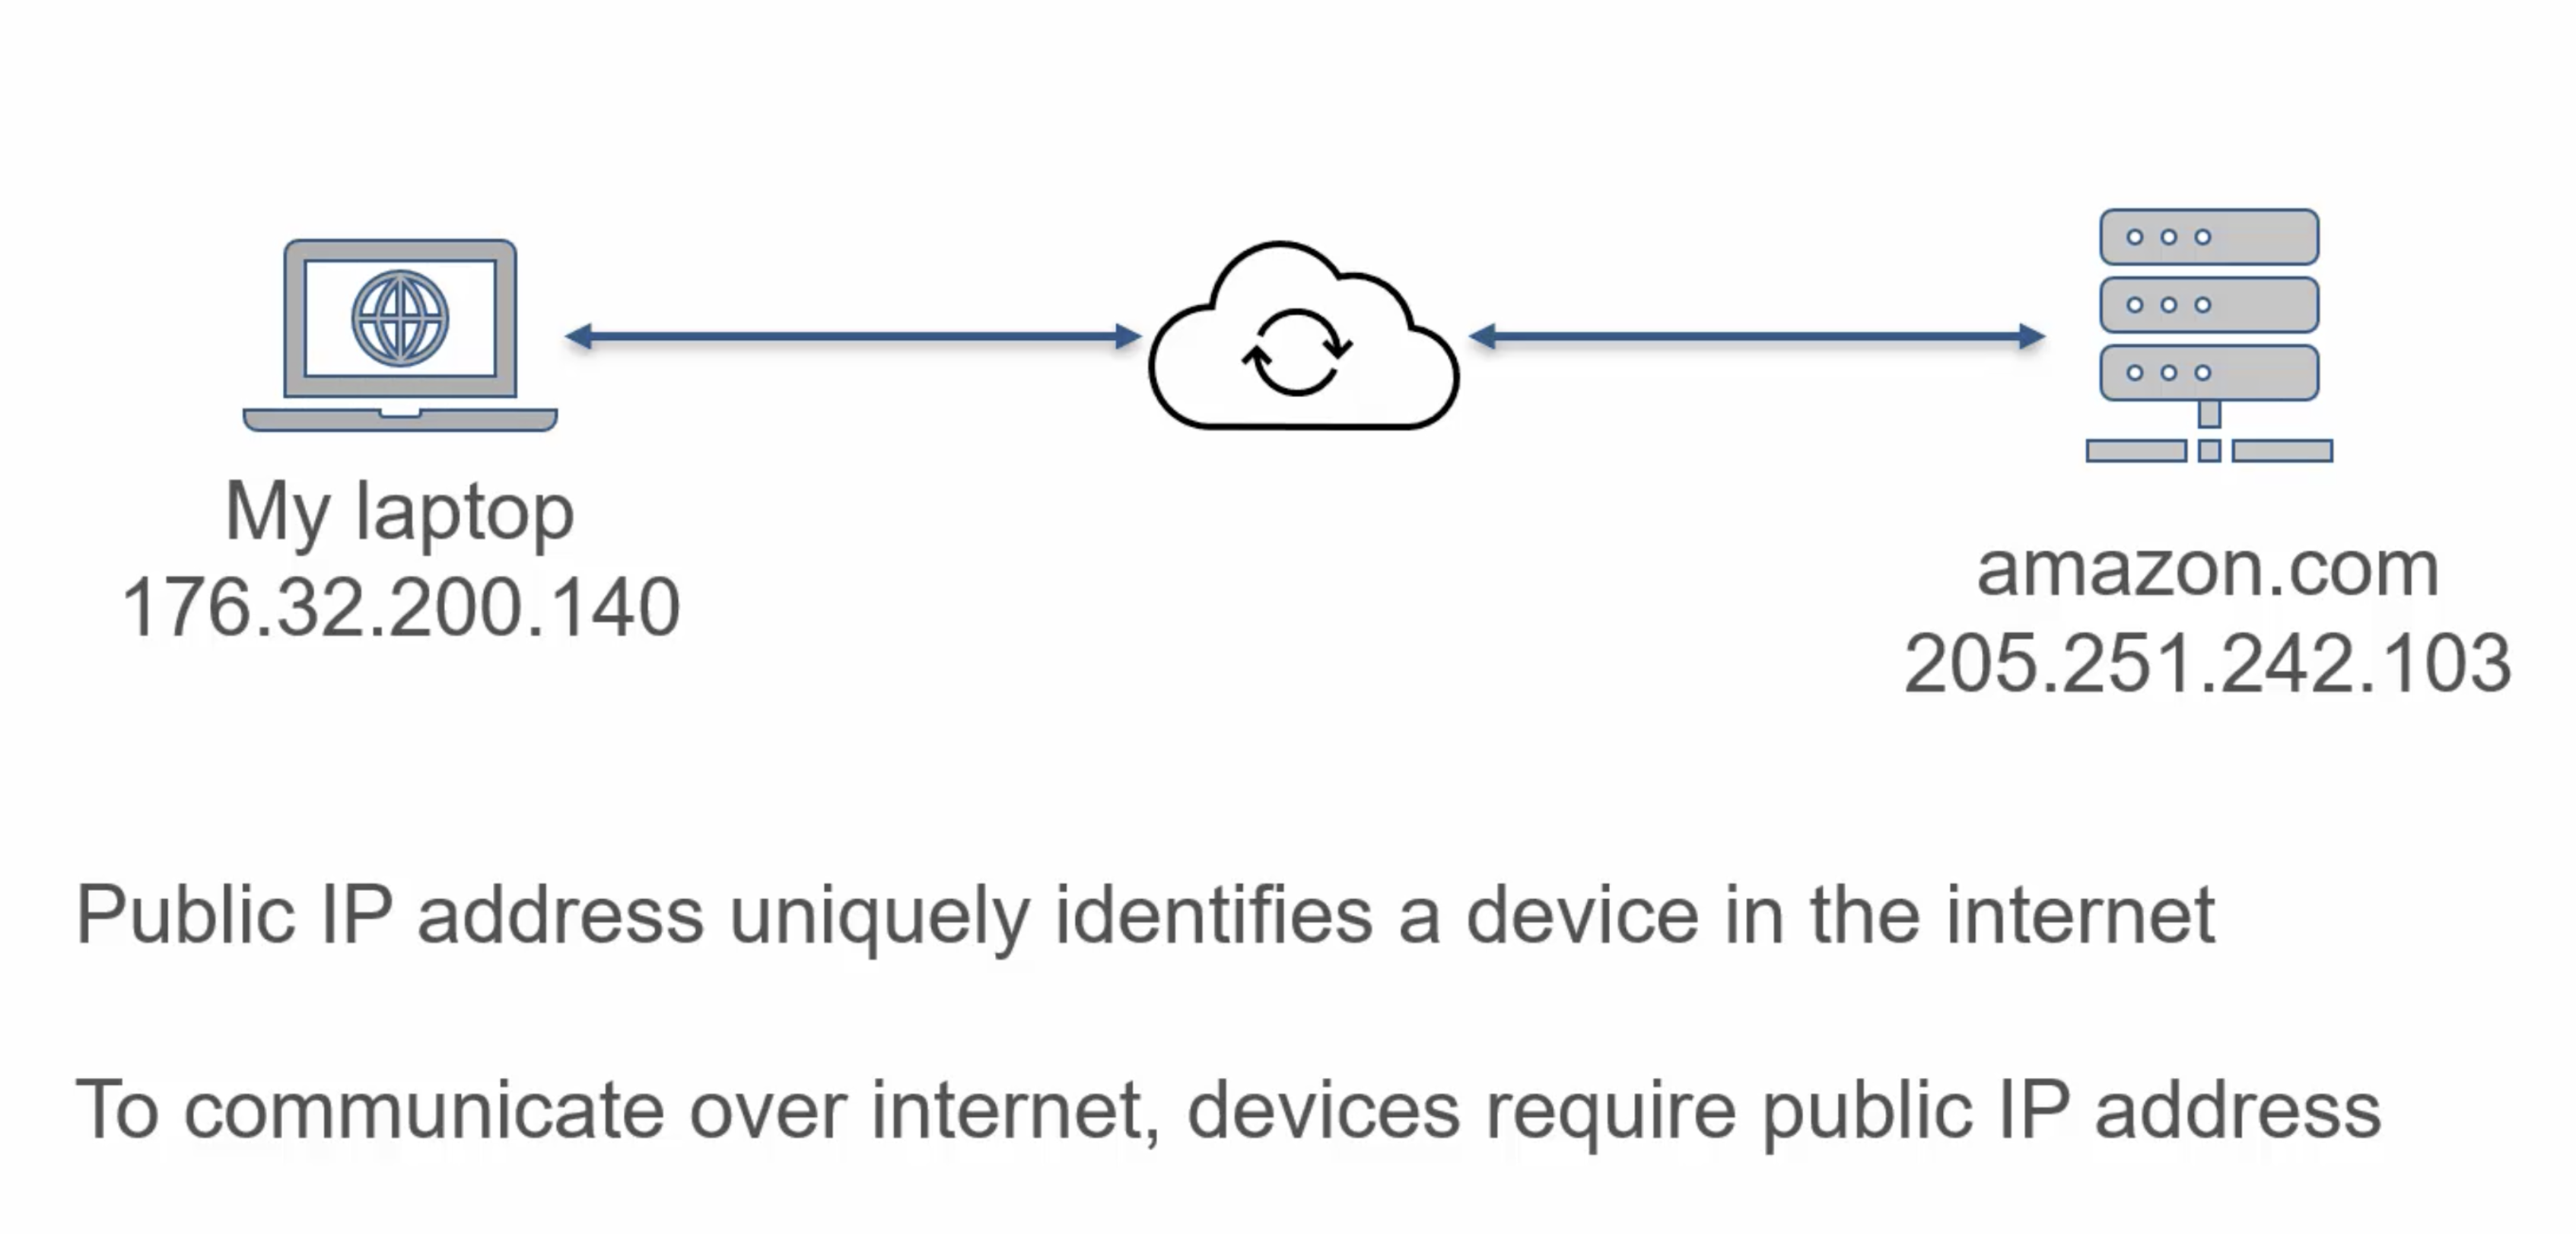 My laptop
176.32.200.140
amazon.com
205.251.242.103
Public IP address uniquely identifies a device in the internet
To communicate over internet, devices require public IP address